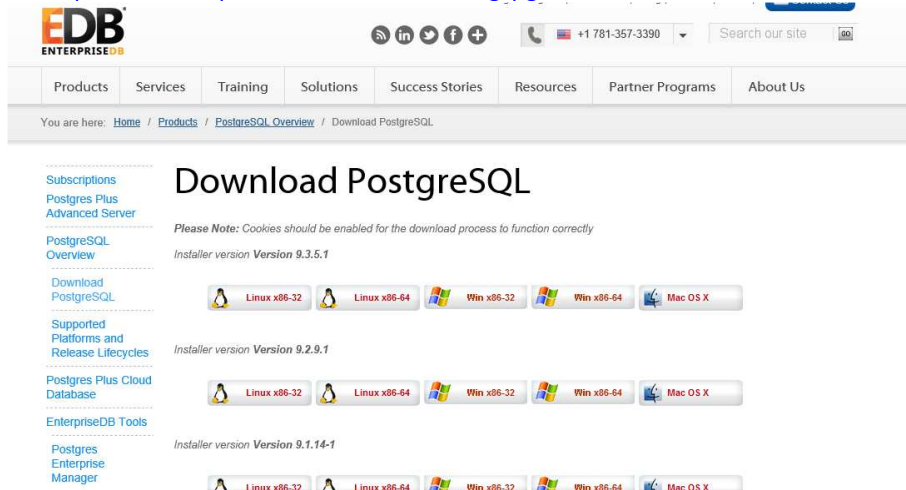 EDB
ENTERPRISEDB
+1 781-357-3390
Search our site
GO
Products Services Training Solutions Success Stories Resources Partner Programs About Us
You are here: Home / Products / PostgreSQL Overview / Download PostgreSQL
Subscriptions
Postgres Plus
Advanced Server
PostgreSQL
Overview
Download
PostgreSQL
Supported
Platforms and
Release Lifecycles
Postgres Plus Cloud
Database
EnterpriseDB Tools
Postgres
Enterprise
Manager
Download PostgreSQL
Please Note: Cookies should be enabled for the download process to function correctly
Installer version Version 9.3.5.1
Linux x86-32 Linux x86-64 Win x86-32 Win x86-64 Mac OS X
Installer version Version 9.2.9.1
Linux x86-32 Linux x86-64 Win x86-32 Win x86-64 Mac OS X
Installer version Version 9.1.14-1
Linux x86-32 Linux x86-64 Win x86-32 Win x86-64 Mac OS X